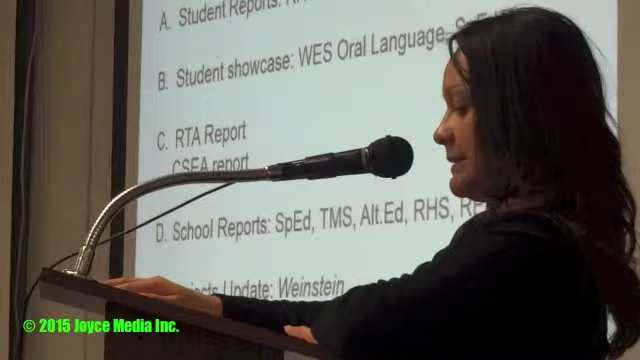 A. Student Reports:
B. Student showcase: WES Oral Language,
C. RTA Report
CSEA report
D. School Reports: SpEd, TMS, Alt.Ed, RHS,
Update: Weinstein
© 2015 Joyce Media Inc.